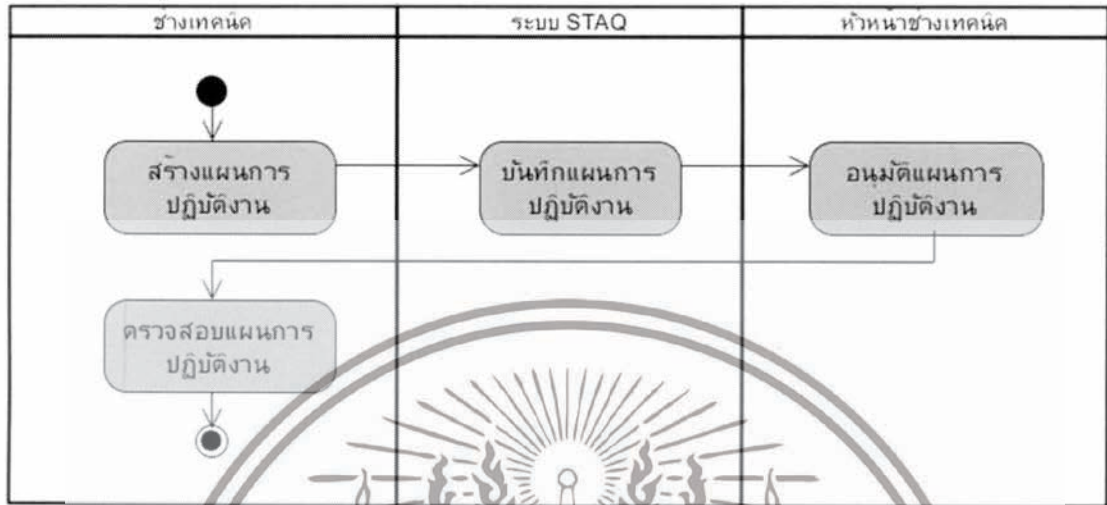 ช่างเทคนิค
ระบบ STAQ
หัวหน้าช่างเทคนิค
สร้างแผนการ
ปฏิบัติงาน
บันทึกแผนการ
ปฏิบัติงาน
อนุมัติแผนการ
ปฏิบัติงาน
ตรวจสอบแผนการ
ปฏิบัติงาน